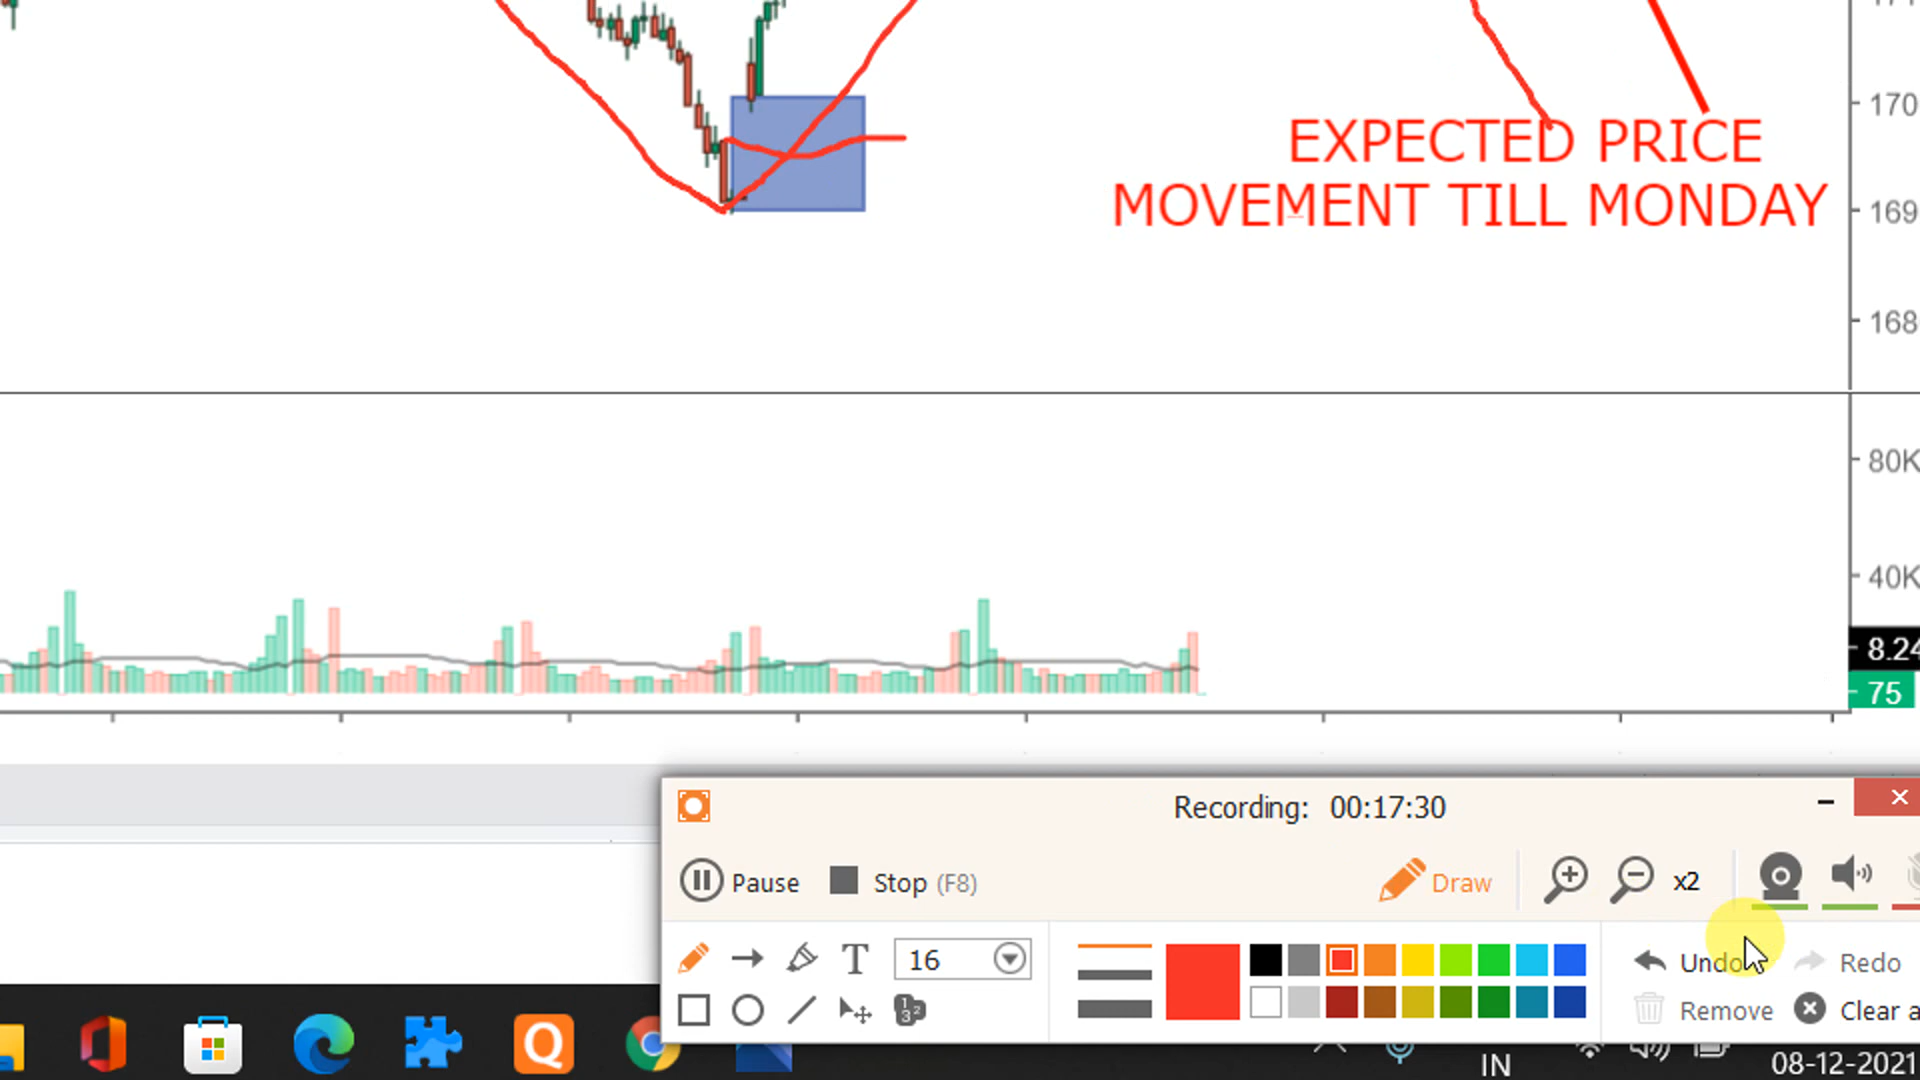 170
EXPECTED PRICE
MOVEMENT TILL MONDAY
169
168
80K
40K
8.24
75
Recording: 00:17:30
Pause
Stop (F8)
Draw
x2
T
16
Undo
Redo
Remove
Clear a
Q
IN
08-12-2021